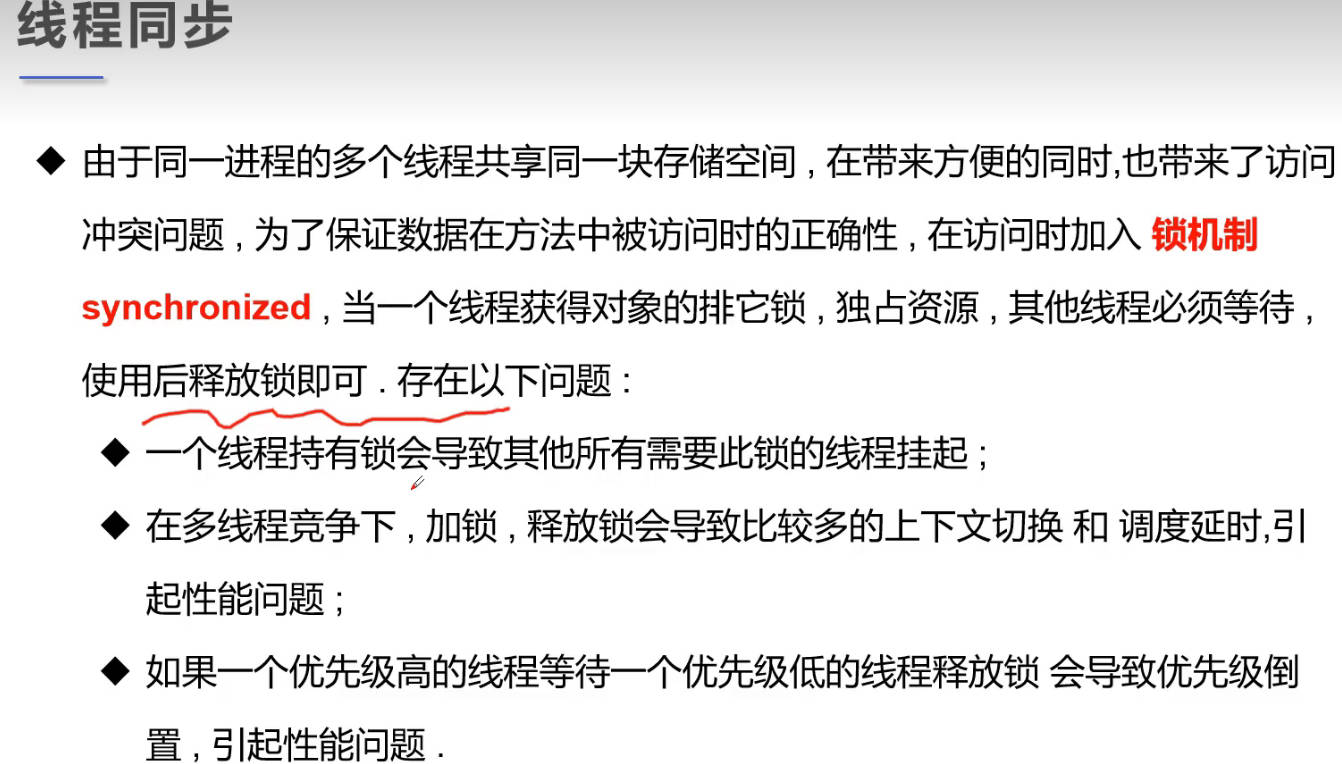 线程同步
◆ 由于同一进程的多个线程共享同一块存储空间 , 在带来方便的同时,也带来了访问
冲突问题 , 为了保证数据在方法中被访问时的正确性 , 在访问时加入 锁机制
synchronized , 当一个线程获得对象的排它锁 , 独占资源 , 其他线程必须等待 ,
使用后释放锁即可 . 存在以下问题 :
◆ 一个线程持有锁会导致其他所有需要此锁的线程挂起 ;
◆ 在多线程竞争下 , 加锁 , 释放锁会导致比较多的上下文切换 和 调度延时,引
起性能问题 ;
◆ 如果一个优先级高的线程等待一个优先级低的线程释放锁 会导致优先级倒
置 , 引起性能问题 .